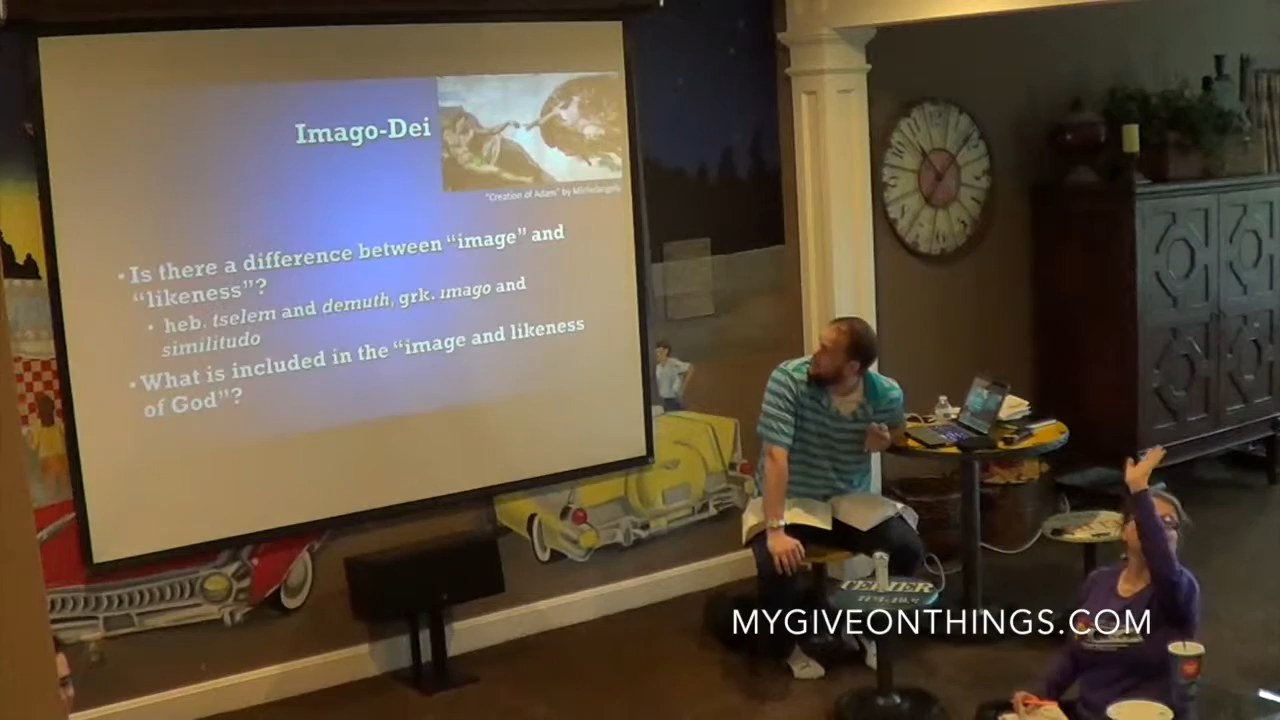 Imago-Dei
"Creation of Adam" by Michelangelo
• Is there a difference between "image" and
"likeness"?
• heb. tselem and demuth, grk. imago and
similitudo
• What is included in the "image and likeness
of God"?
MYGIVEONTHINGS.COM